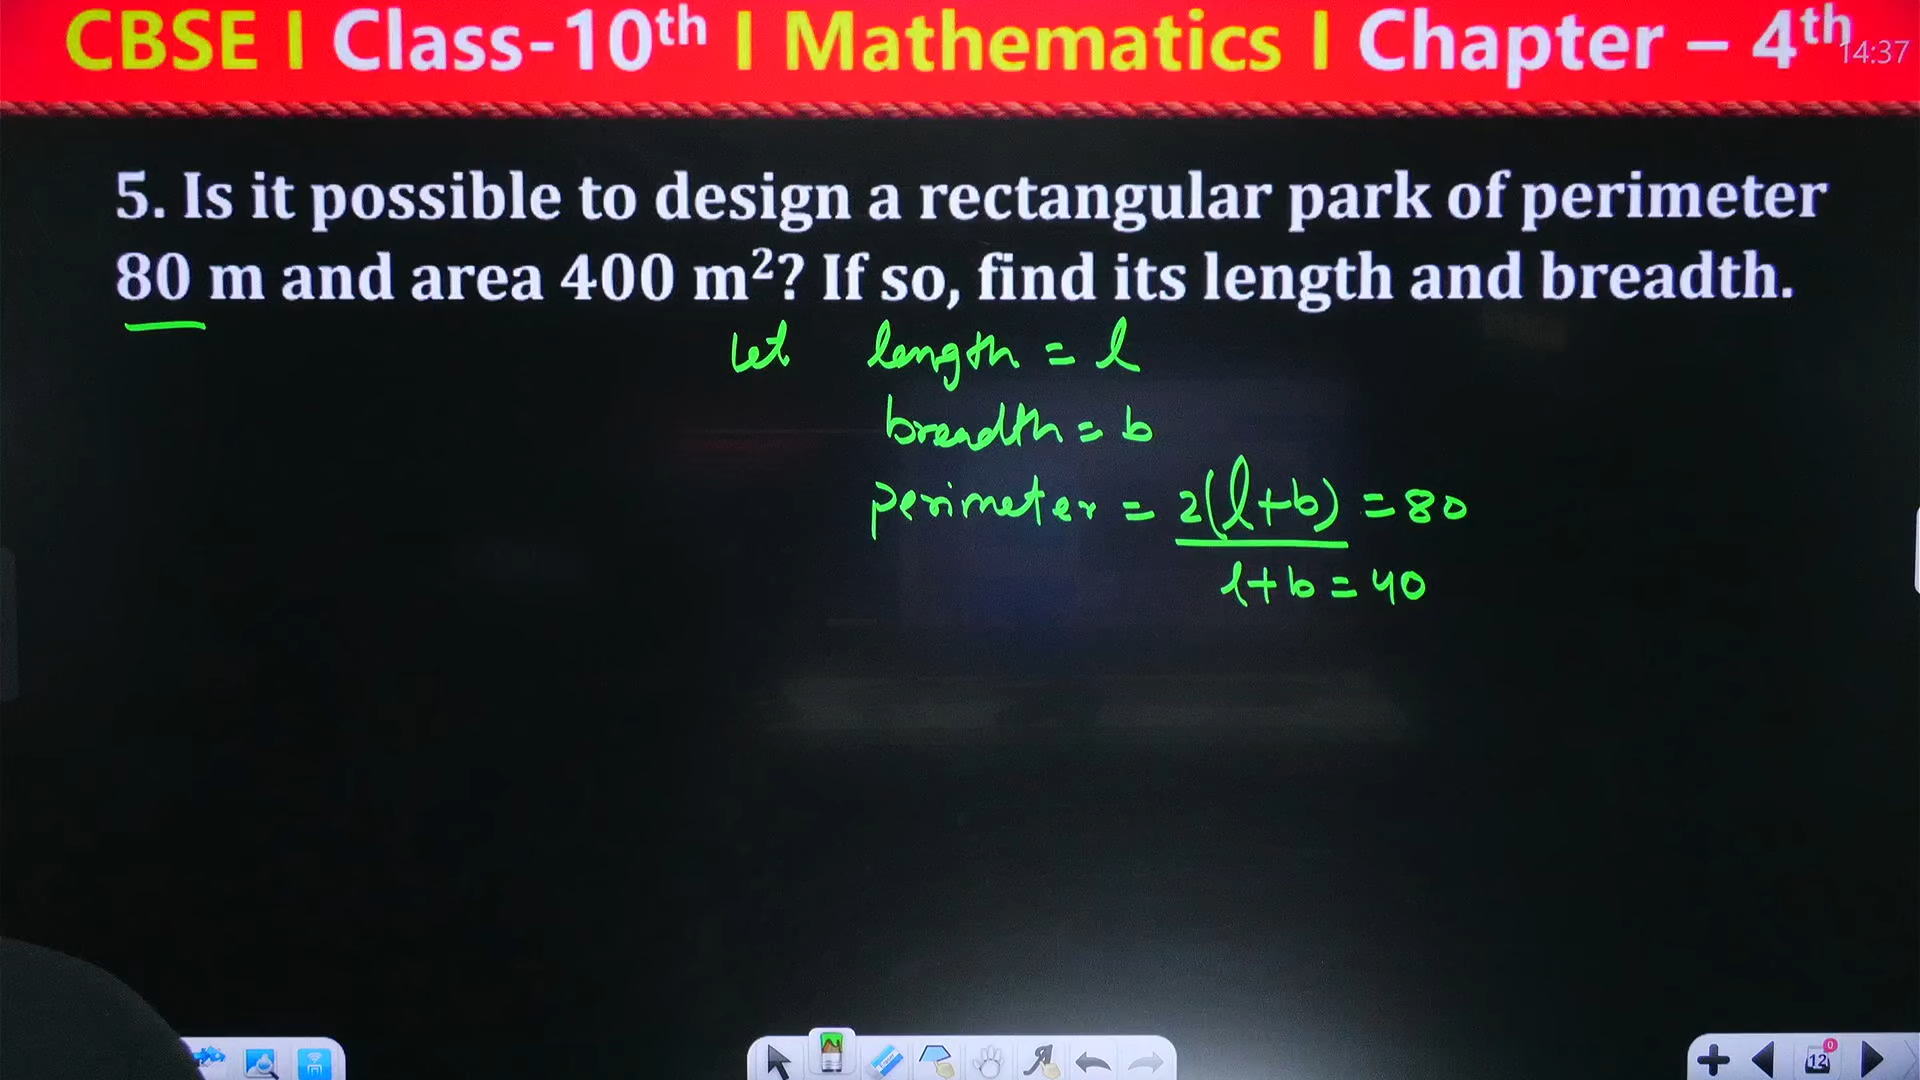 CBSE I Class-10th I Mathematics I Chapter – 4th
14:37
5. Is it possible to design a rectangular park of perimeter
80 m and area 400 m²? If so, find its length and breadth.
Let length = l
breadth = b
perimeter = 2(l+b) = 80
l+b = 40
12
0